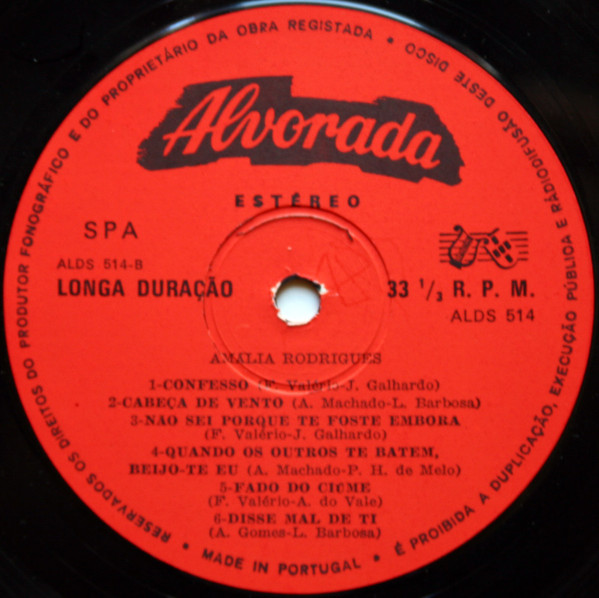 RESERVADOS OS DIREITOS DO PRODUTOR FONOGRÁFICO E DO PROPRIETÁRIO DA OBRA REGISTADA • É PROIBIDA A DUPLICAÇÃO, EXECUÇÃO PÚBLICA E RÁDIODIFUSÃO DESTE DISCO •
Alvorada
ESTÉREO
SPA
ALDS 514-B
LONGA DURAÇÃO
33 1/3 R. P. M.
ALDS 514
AMÁLIA RODRIGUES
1-CONFESSO (F. Valério-J. Galhardo)
2-CABEÇA DE VENTO (A. Machado-L. Barbosa)
3-NÃO SEI PORQUE TE FOSTE EMBORA
(F. Valério-J. Galhardo)
4-QUANDO OS OUTROS TE BATEM,
BEIJO-TE EU (A. Machado-P. H. de Melo)
5-FADO DO CIÚME
(F. Valério-A. do Vale)
6-DISSE MAL DE TI
(A. Gomes-L. Barbosa)
• MADE IN PORTUGAL •